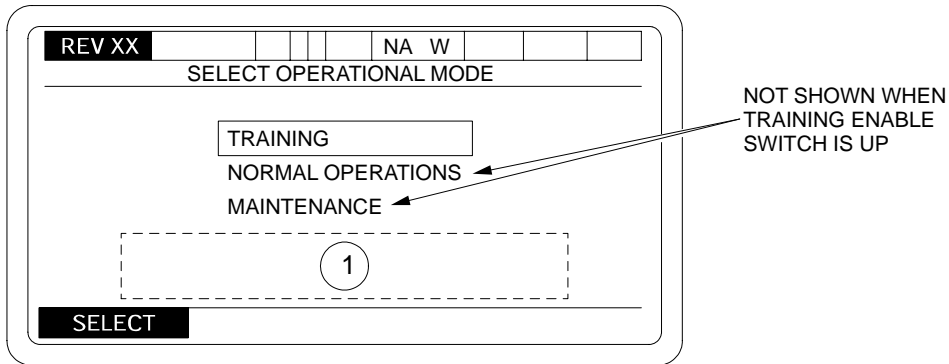 REV XX NA W
SELECT OPERATIONAL MODE
TRAINING
NORMAL OPERATIONS
MAINTENANCE
1
SELECT
NOT SHOWN WHEN
TRAINING ENABLE
SWITCH IS UP